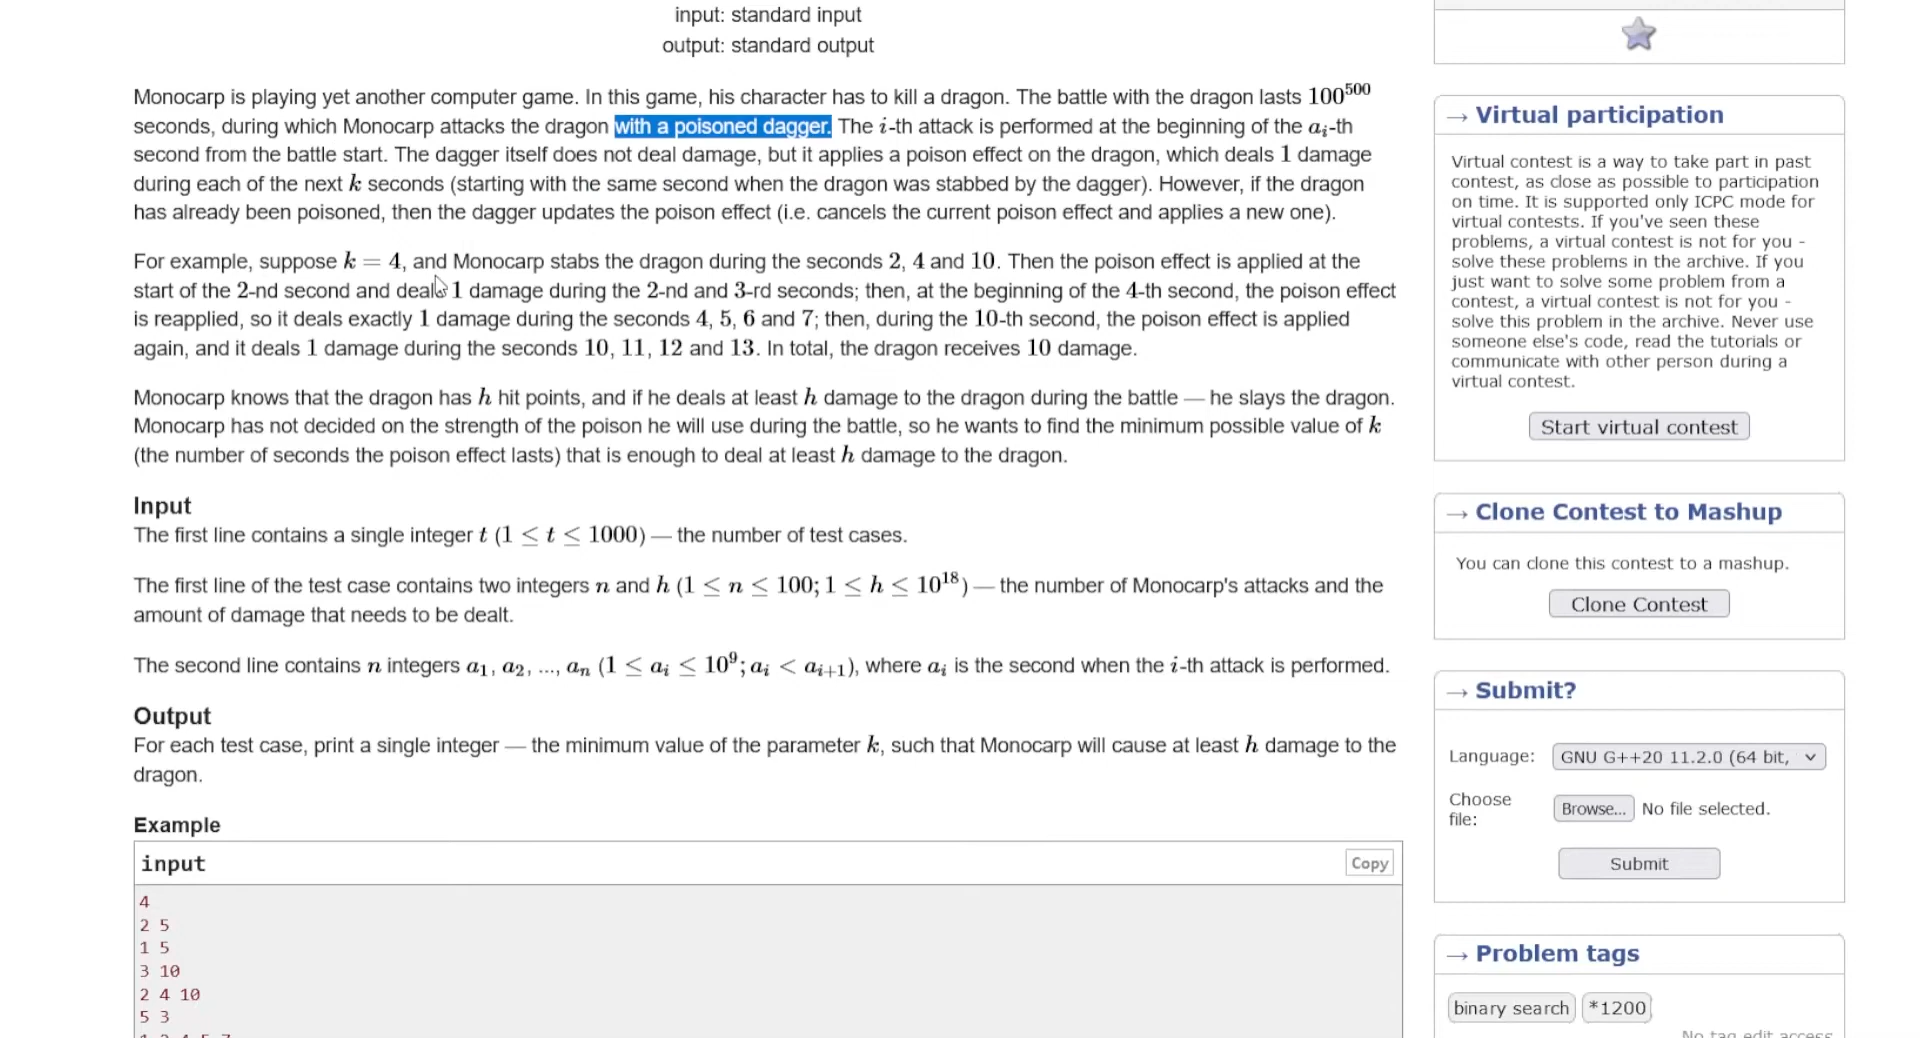 input: standard input
output: standard output
Monocarp is playing yet another computer game. In this game, his character has to kill a dragon. The battle with the dragon lasts 100^500
seconds, during which Monocarp attacks the dragon with a poisoned dagger. The i-th attack is performed at the beginning of the a_i-th
second from the battle start. The dagger itself does not deal damage, but it applies a poison effect on the dragon, which deals 1 damage
during each of the next k seconds (starting with the same second when the dragon was stabbed by the dagger). However, if the dragon
has already been poisoned, then the dagger updates the poison effect (i.e. cancels the current poison effect and applies a new one).
For example, suppose k = 4, and Monocarp stabs the dragon during the seconds 2, 4 and 10. Then the poison effect is applied at the
start of the 2-nd second and deals 1 damage during the 2-nd and 3-rd seconds; then, at the beginning of the 4-th second, the poison effect
is reapplied, so it deals exactly 1 damage during the seconds 4, 5, 6 and 7; then, during the 10-th second, the poison effect is applied
again, and it deals 1 damage during the seconds 10, 11, 12 and 13. In total, the dragon receives 10 damage.
Monocarp knows that the dragon has h hit points, and if he deals at least h damage to the dragon during the battle — he slays the dragon.
Monocarp has not decided on the strength of the poison he will use during the battle, so he wants to find the minimum possible value of k
(the number of seconds the poison effect lasts) that is enough to deal at least h damage to the dragon.
Input
The first line contains a single integer t (1 ≤ t ≤ 1000) — the number of test cases.
The first line of the test case contains two integers n and h (1 ≤ n ≤ 100; 1 ≤ h ≤ 10^18) — the number of Monocarp's attacks and the
amount of damage that needs to be dealt.
The second line contains n integers a_1, a_2, ..., a_n (1 ≤ a_i ≤ 10^9; a_i < a_{i+1}), where a_i is the second when the i-th attack is performed.
Output
For each test case, print a single integer — the minimum value of the parameter k, such that Monocarp will cause at least h damage to the
dragon.
Example
input
Copy
4
2 5
1 5
3 10
2 4 10
5 3
→ Virtual participation
Virtual contest is a way to take part in past
contest, as close as possible to participation
on time. It is supported only ICPC mode for
virtual contests. If you've seen these
problems, a virtual contest is not for you -
solve these problems in the archive. If you
just want to solve some problem from a
contest, a virtual contest is not for you -
solve this problem in the archive. Never use
someone else's code, read the tutorials or
communicate with other person during a
virtual contest.
Start virtual contest
→ Clone Contest to Mashup
You can clone this contest to a mashup.
Clone Contest
→ Submit?
Language: GNU G++20 11.2.0 (64 bit,
Choose
file:
Browse... No file selected.
Submit
→ Problem tags
binary search *1200
No tag edit access